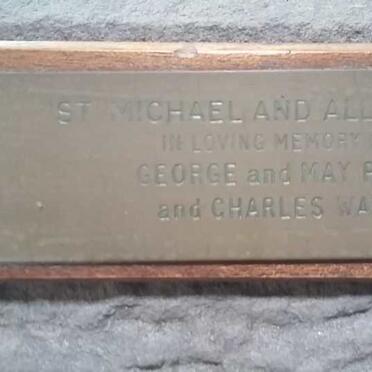 ST MICHAEL AND ALL
IN LOVING MEMORY
GEORGE and MAY
and CHARLES